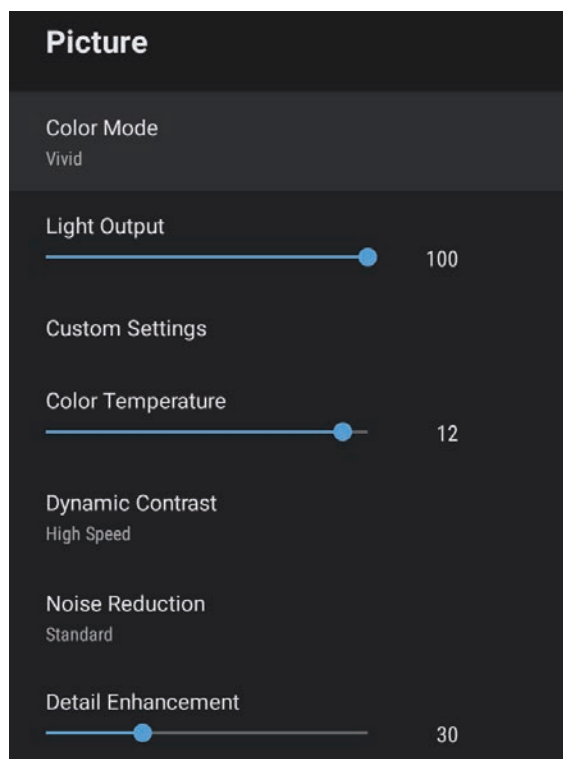 Picture
Color Mode
Vivid
Light Output
100
Custom Settings
Color Temperature
12
Dynamic Contrast
High Speed
Noise Reduction
Standard
Detail Enhancement
30